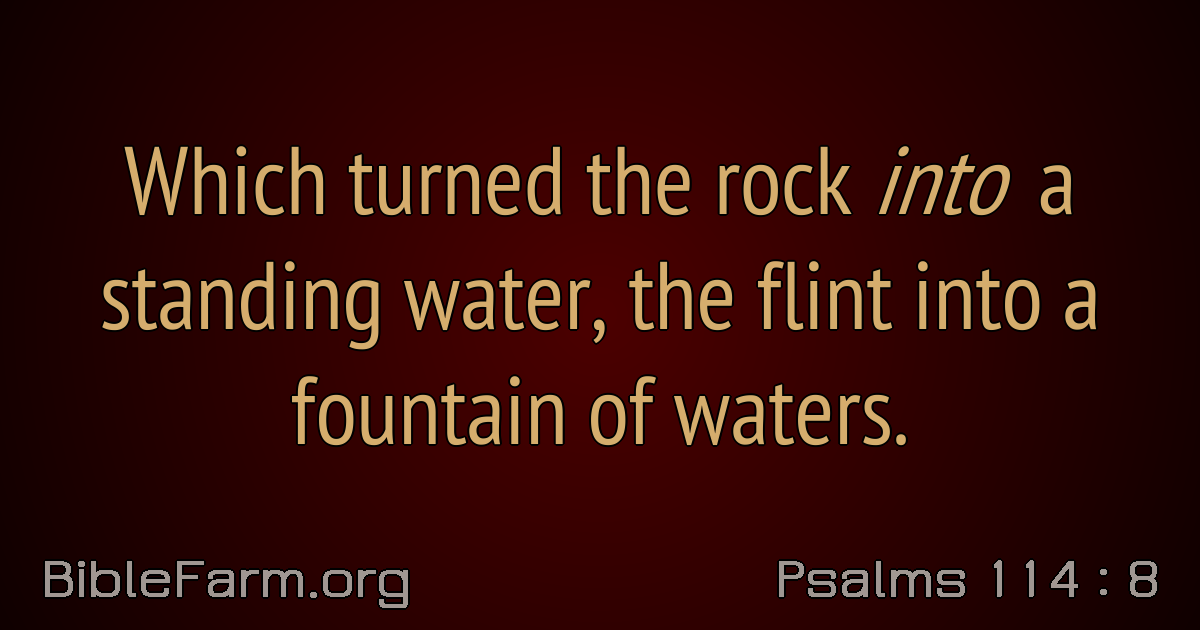 Which turned the rock into a
standing water, the flint into a
fountain of waters.
BibleFarm.org
Psalms 114 : 8